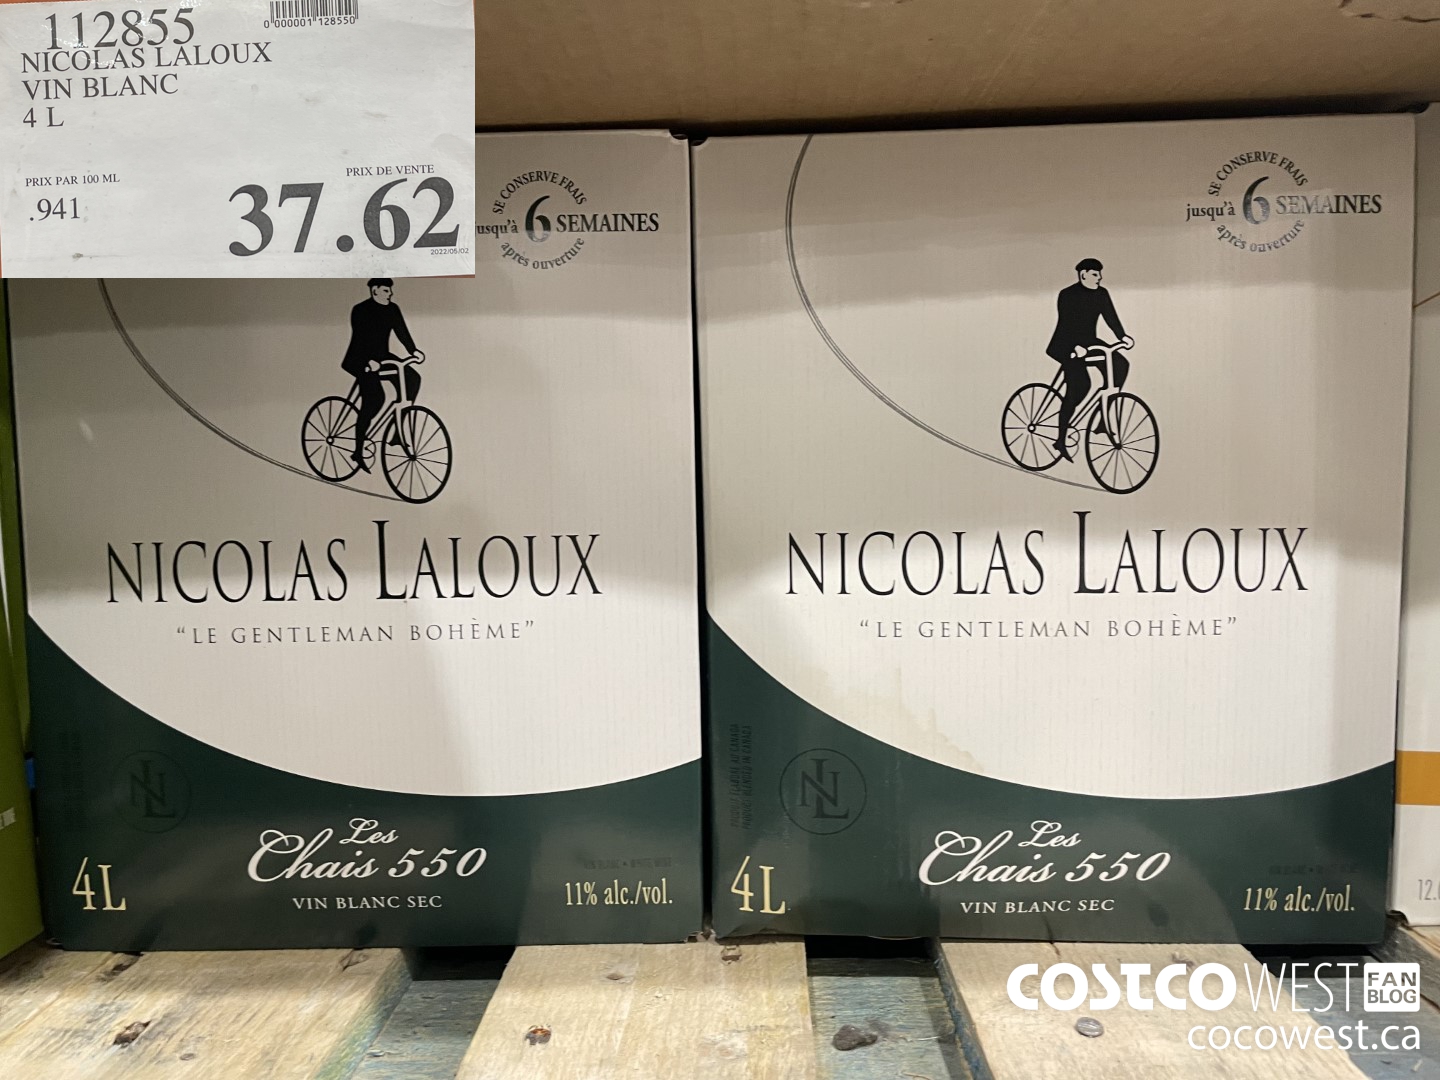 112855
0"000001"128550"
NICOLAS LALOUX
VIN BLANC
4 L
PRIX PAR 100 ML
.941
PRIX DE VENTE
37.62
2022/05/02
SE CONSERVE FRAIS
usqu'à 6 SEMAINES
après ouverture
NICOLAS LALOUX
"LE GENTLEMAN BOHÈME"
NL
Les
Chais 550
VIN BLANC SEC
4L
11% alc./vol.
SE CONSERVE FRAIS
jusqu'à 6 SEMAINES
après ouverture
NICOLAS LALOUX
"LE GENTLEMAN BOHÈME"
NL
Les
Chais 550
VIN BLANC SEC
4L
11% alc./vol.
COSTCO WEST FAN BLOG
cocowest.ca